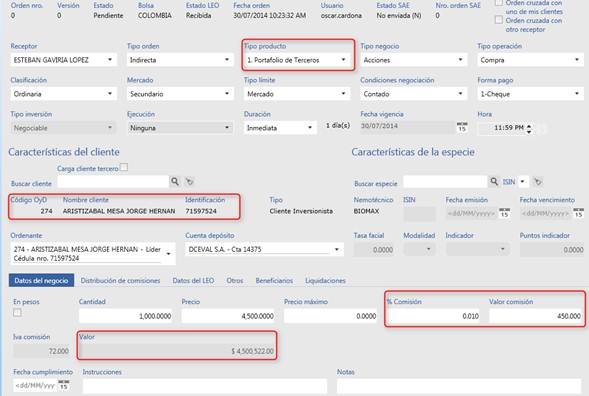 Orden nro. Versión Estado Bolsa Estado LEO Fecha orden Usuario Estado SAE Nro. orden SAE Orden cruzada con uno de mis clientes
0 0 Pendiente COLOMBIA Recibida 30/07/2014 10:23:32 AM oscar.cardona No enviada (N) 0 Orden cruzada con otro receptor
Receptor Tipo orden Tipo producto Tipo negocio Tipo operación
ESTEBAN GAVIRIA LOPEZ Indirecta 1. Portafolio de Terceros Acciones Compra
Clasificación Mercado Tipo límite Condiciones negociación Forma pago
Ordinaria Secundario Mercado Contado 1-Cheque
Tipo inversión Ejecución Duración Fecha vigencia Hora
Negociable Ninguna Inmediata 1 día(s) 30/07/2014 15 11:59 PM
Características del cliente Características de la especie
Carga cliente tercero
Buscar cliente Buscar especie ISIN
Código OyD Nombre cliente Identificación Tipo Nemotécnico ISIN Fecha emisión Fecha vencimiento
274 ARISTIZABAL MESA JORGE HERNAN 71597524 Cliente Inversionista BIOMAX <dd/MM/yyyy> 15 <dd/MM/yyyy> 15
Ordenante Cuenta depósito Tasa facial Modalidad Indicador Puntos indicador
274 - ARISTIZABAL MESA JORGE HERNAN - Lider DCEVAL S.A. - Cta 14375 0.0000 0.0000
Cédula nro. 71597524
Datos del negocio Distribución de comisiones Datos del LEO Otros Beneficiarios Liquidaciones
En pesos Cantidad Precio Precio máximo % Comisión Valor comisión
1,000.0000 4,500.0000 0.0000 0.010 450.000
Iva comisión Valor
72.000 $ 4,500,522.00
Fecha cumplimiento Instrucciones Notas
<dd/MM/yyy 15